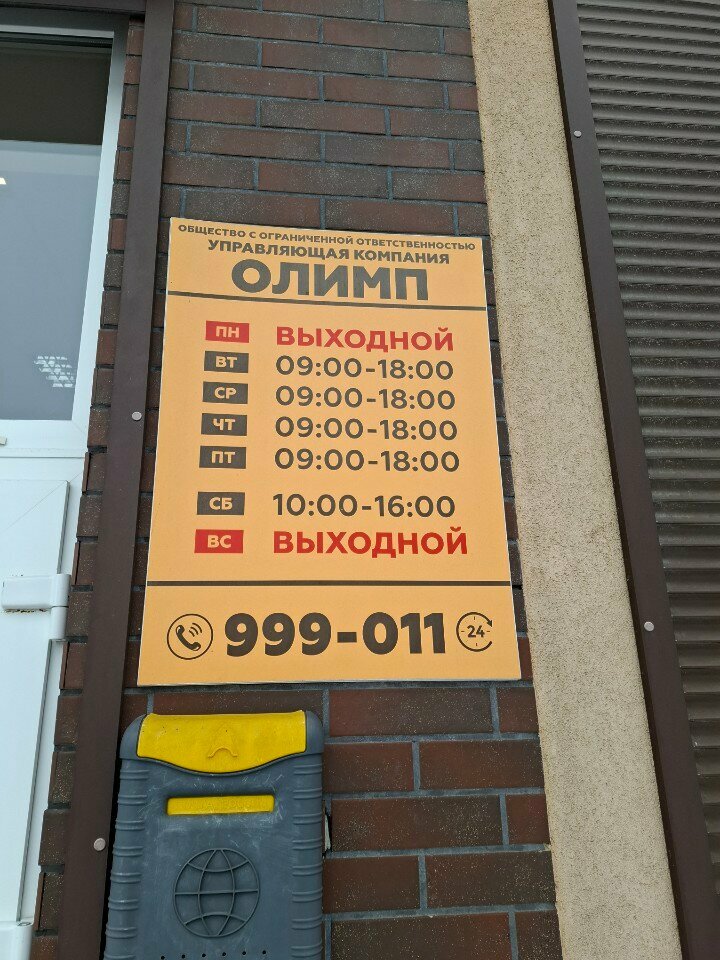 ОБЩЕСТВО С ОГРАНИЧЕННОЙ ОТВЕТСТВЕННОСТЬЮ
УПРАВЛЯЮЩАЯ КОМПАНИЯ
ОЛИМП
ПН ВЫХОДНОЙ
ВТ 09:00-18:00
СР 09:00-18:00
ЧТ 09:00-18:00
ПТ 09:00-18:00
СБ 10:00-16:00
ВС ВЫХОДНОЙ
999-011 24